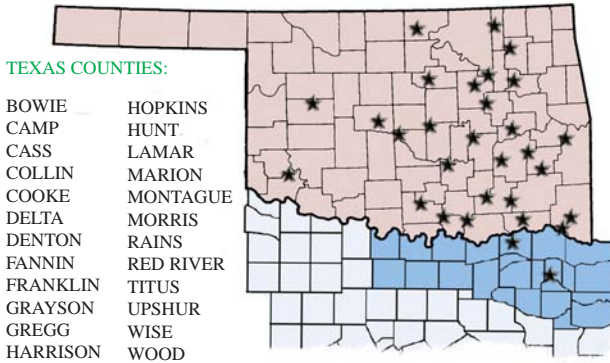 TEXAS COUNTIES:
BOWIE
CAMP
CASS
COLLIN
COOKE
DELTA
DENTON
FANNIN
FRANKLIN
GRAYSON
GREGG
HARRISON
HOPKINS
HUNT
LAMAR
MARION
MONTAGUE
MORRIS
RAINS
RED RIVER
TITUS
UPSHUR
WISE
WOOD